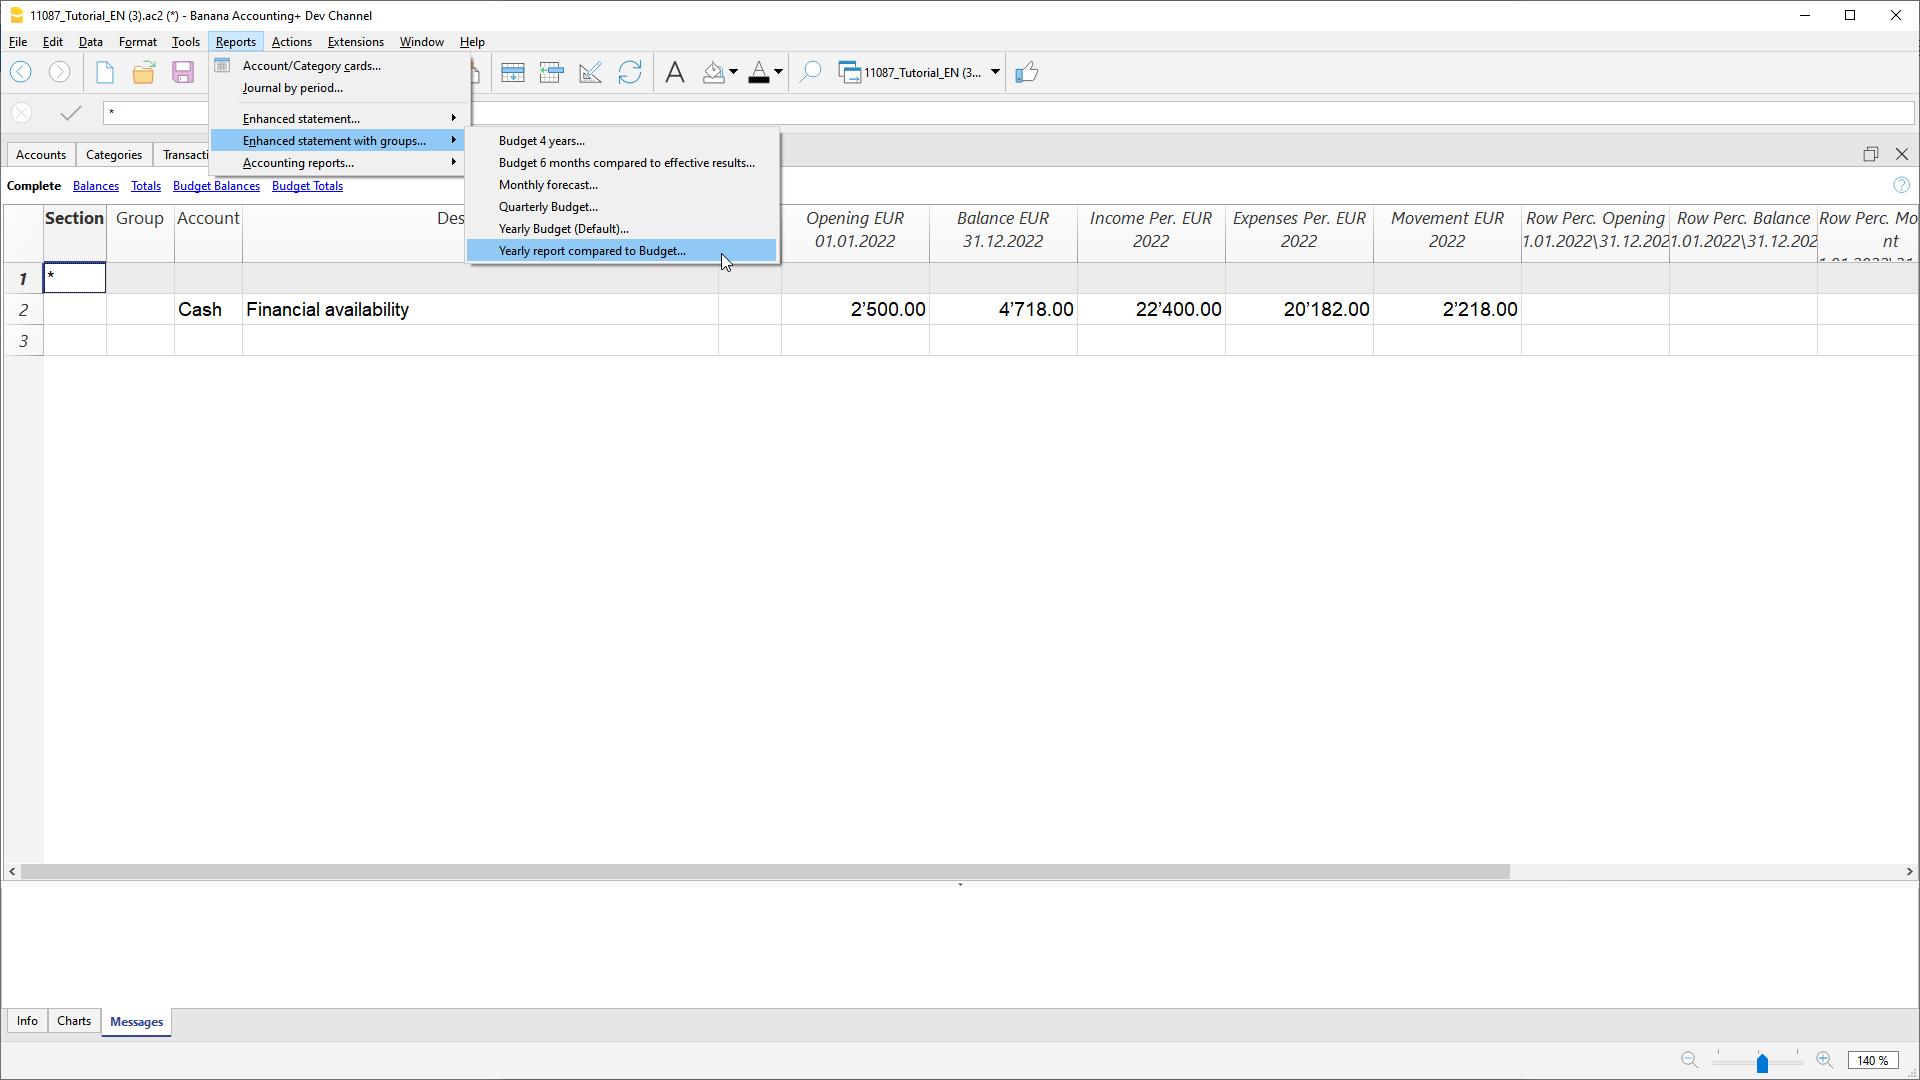 11087_Tutorial_EN (3).ac2 (*) - Banana Accounting+ Dev Channel
File Edit Data Format Tools Reports Actions Extensions Window Help
11087_Tutorial_EN (3...
*
Account/Category cards...
Journal by period...
Enhanced statement...
Enhanced statement with groups...
Accounting reports...
Budget 4 years...
Budget 6 months compared to effective results...
Monthly forecast...
Quarterly Budget...
Yearly Budget (Default)...
Yearly report compared to Budget...
Accounts Categories Transacti
Complete Balances Totals Budget Balances Budget Totals
Section Group Account Des Opening EUR Balance EUR Income Per. EUR Expenses Per. EUR Movement EUR Row Perc. Opening Row Perc. Balance Row Perc. Mo
01.01.2022 31.12.2022 2022 2022 2022 1.01.2022\31.12.202 1.01.2022\31.12.202 nt
1 *
2 Cash Financial availability 2'500.00 4'718.00 22'400.00 20'182.00 2'218.00
3
Info Charts Messages
140 %